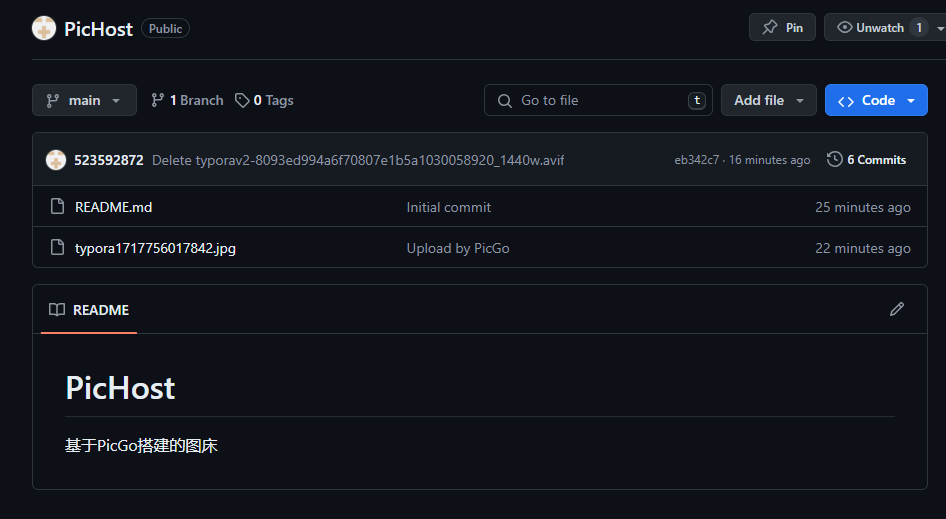 PicHost Public Pin Unwatch 1
main 1 Branch 0 Tags Go to file t Add file Code
523592872 Delete typorav2-8093ed994a6f70807e1b5a1030058920_1440w.avif eb342c7 · 16 minutes ago 6 Commits
README.md Initial commit 25 minutes ago
typora1717756017842.jpg Upload by PicGo 22 minutes ago
README
PicHost
基于PicGo搭建的图床